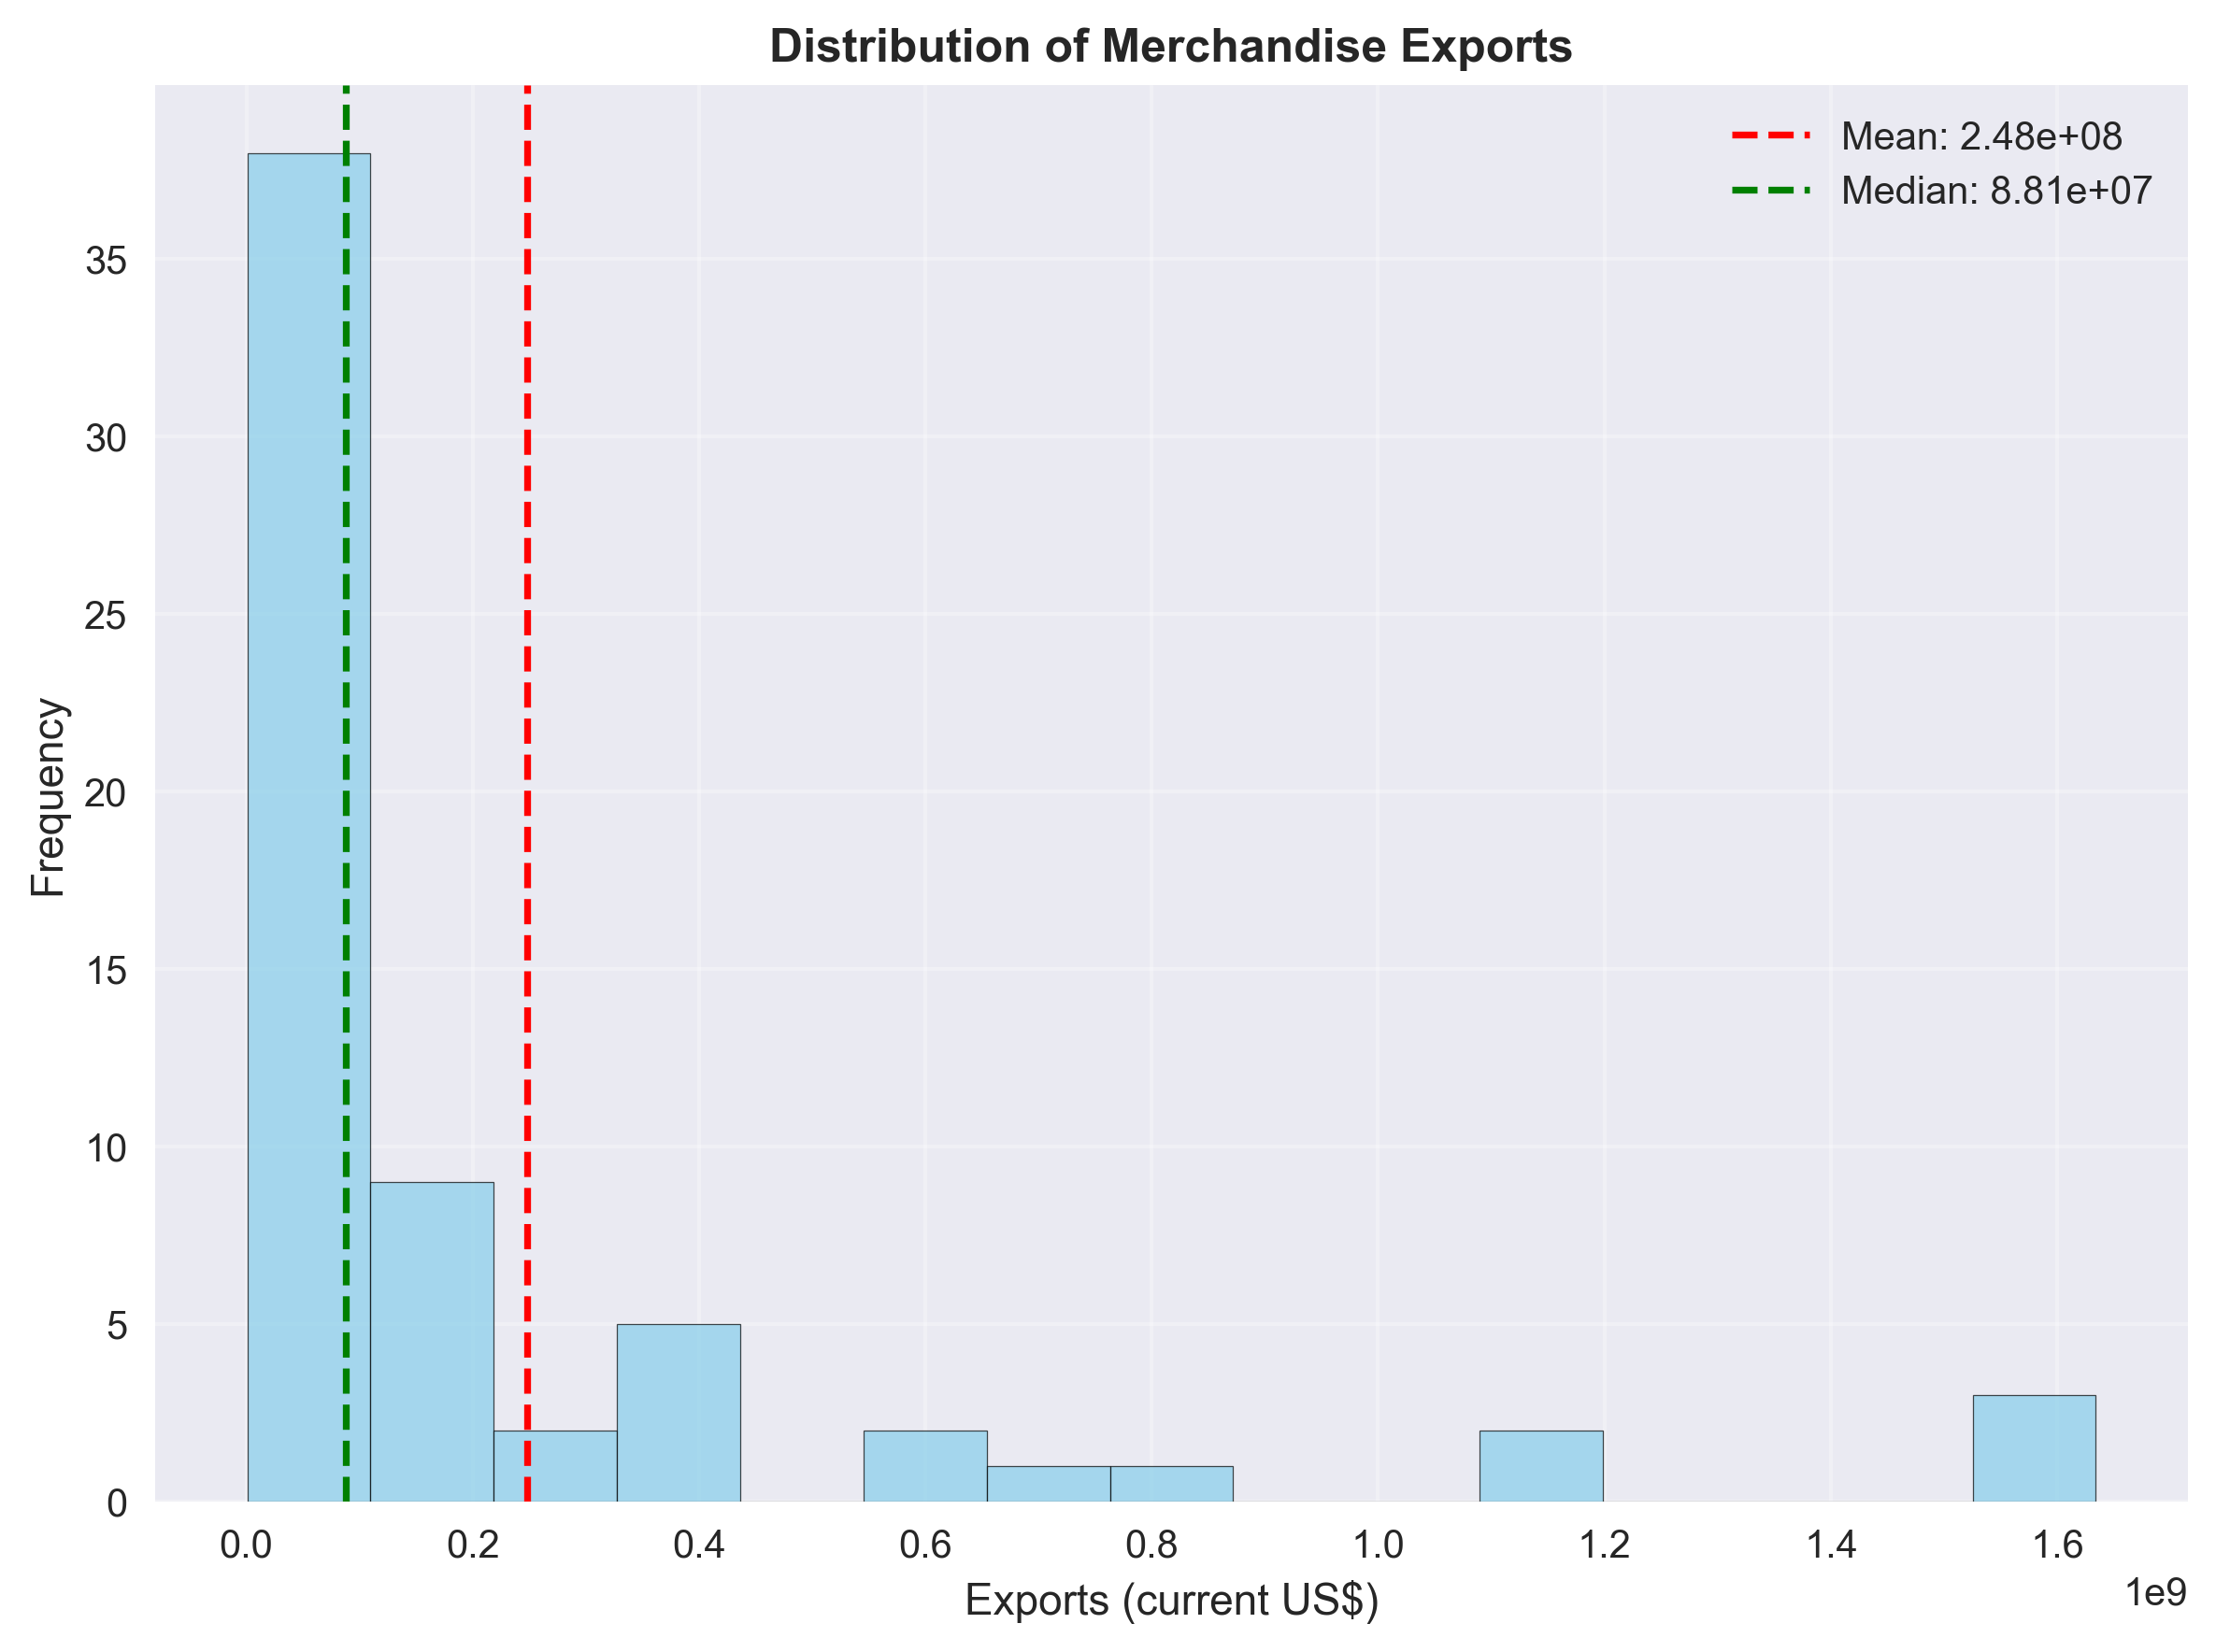 Distribution of Merchandise Exports
Mean: 2.48e+08
Median: 8.81e+07
Frequency
35
30
25
20
15
10
5
0
0.0 0.2 0.4 0.6 0.8 1.0 1.2 1.4 1.6
1e9
Exports (current US$)